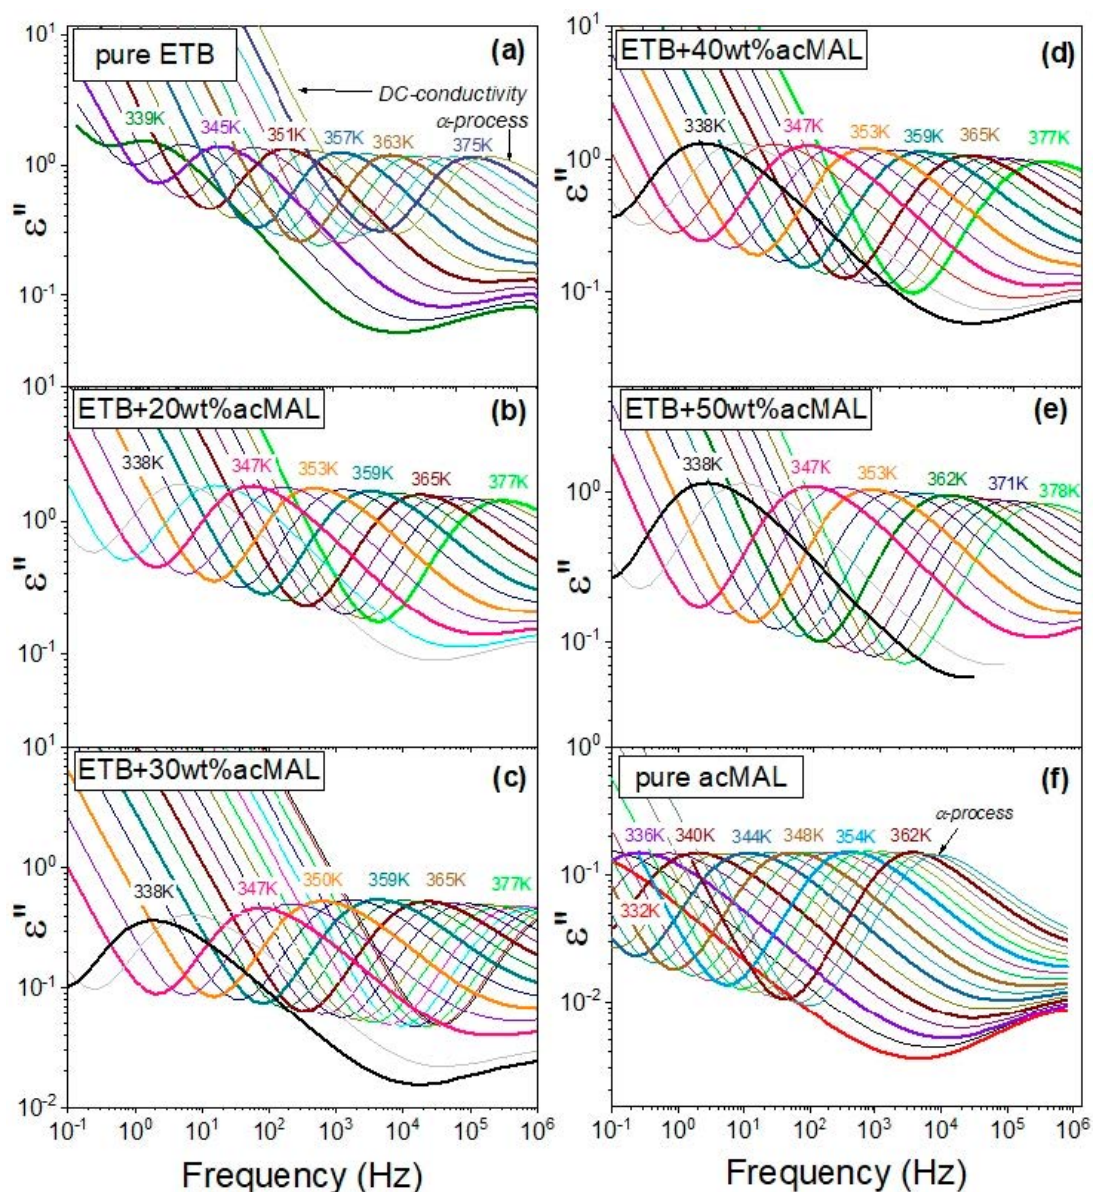 pure ETB
(a)
10¹
10⁰
10⁻¹
ε"
DC-conductivity
α-process
339K
345K
351K
357K
363K
375K
ETB+40wt%acMAL
(d)
10¹
10⁰
10⁻¹
ε"
338K
347K
353K
359K
365K
377K
ETB+20wt%acMAL
(b)
10¹
10⁰
10⁻¹
ε"
338K
347K
353K
359K
365K
377K
ETB+50wt%acMAL
(e)
10⁰
10⁻¹
ε"
338K
347K
353K
362K
371K
378K
ETB+30wt%acMAL
(c)
10¹
10⁰
10⁻¹
10⁻²
ε"
338K
347K
350K
359K
365K
377K
10⁻¹ 10⁰ 10¹ 10² 10³ 10⁴ 10⁵ 10⁶
Frequency (Hz)
pure acMAL
(f)
10⁰
10⁻¹
10⁻²
ε"
α-process
336K
340K
344K
348K
354K
362K
332K
10⁻¹ 10⁰ 10¹ 10² 10³ 10⁴ 10⁵ 10⁶
Frequency (Hz)